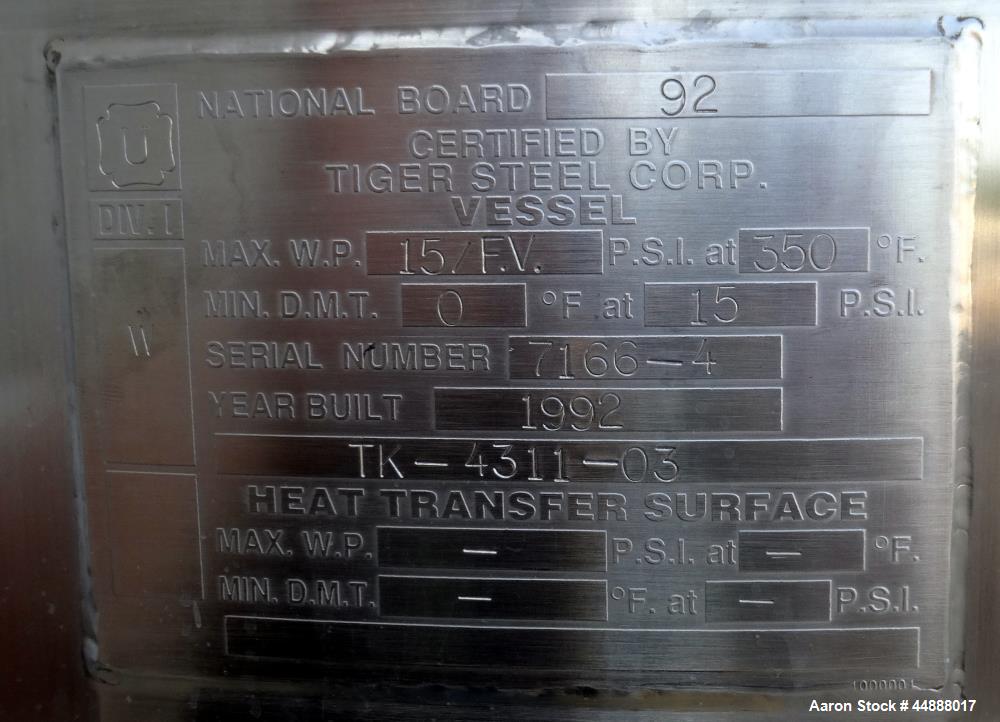 U NATIONAL BOARD 92
CERTIFIED BY
TIGER STEEL CORP.
DIV. 1 VESSEL
MAX. W.P. 15/F.V. P.S.I. at 350 °F.
MIN. D.M.T. 0 °F at 15 P.S.I.
W
SERIAL NUMBER 7166-4
YEAR BUILT 1992
TK-4311-03
HEAT TRANSFER SURFACE
MAX. W.P. - P.S.I. at - °F.
MIN. D.M.T. - °F. at - P.S.I.
Aaron Stock # 44888017